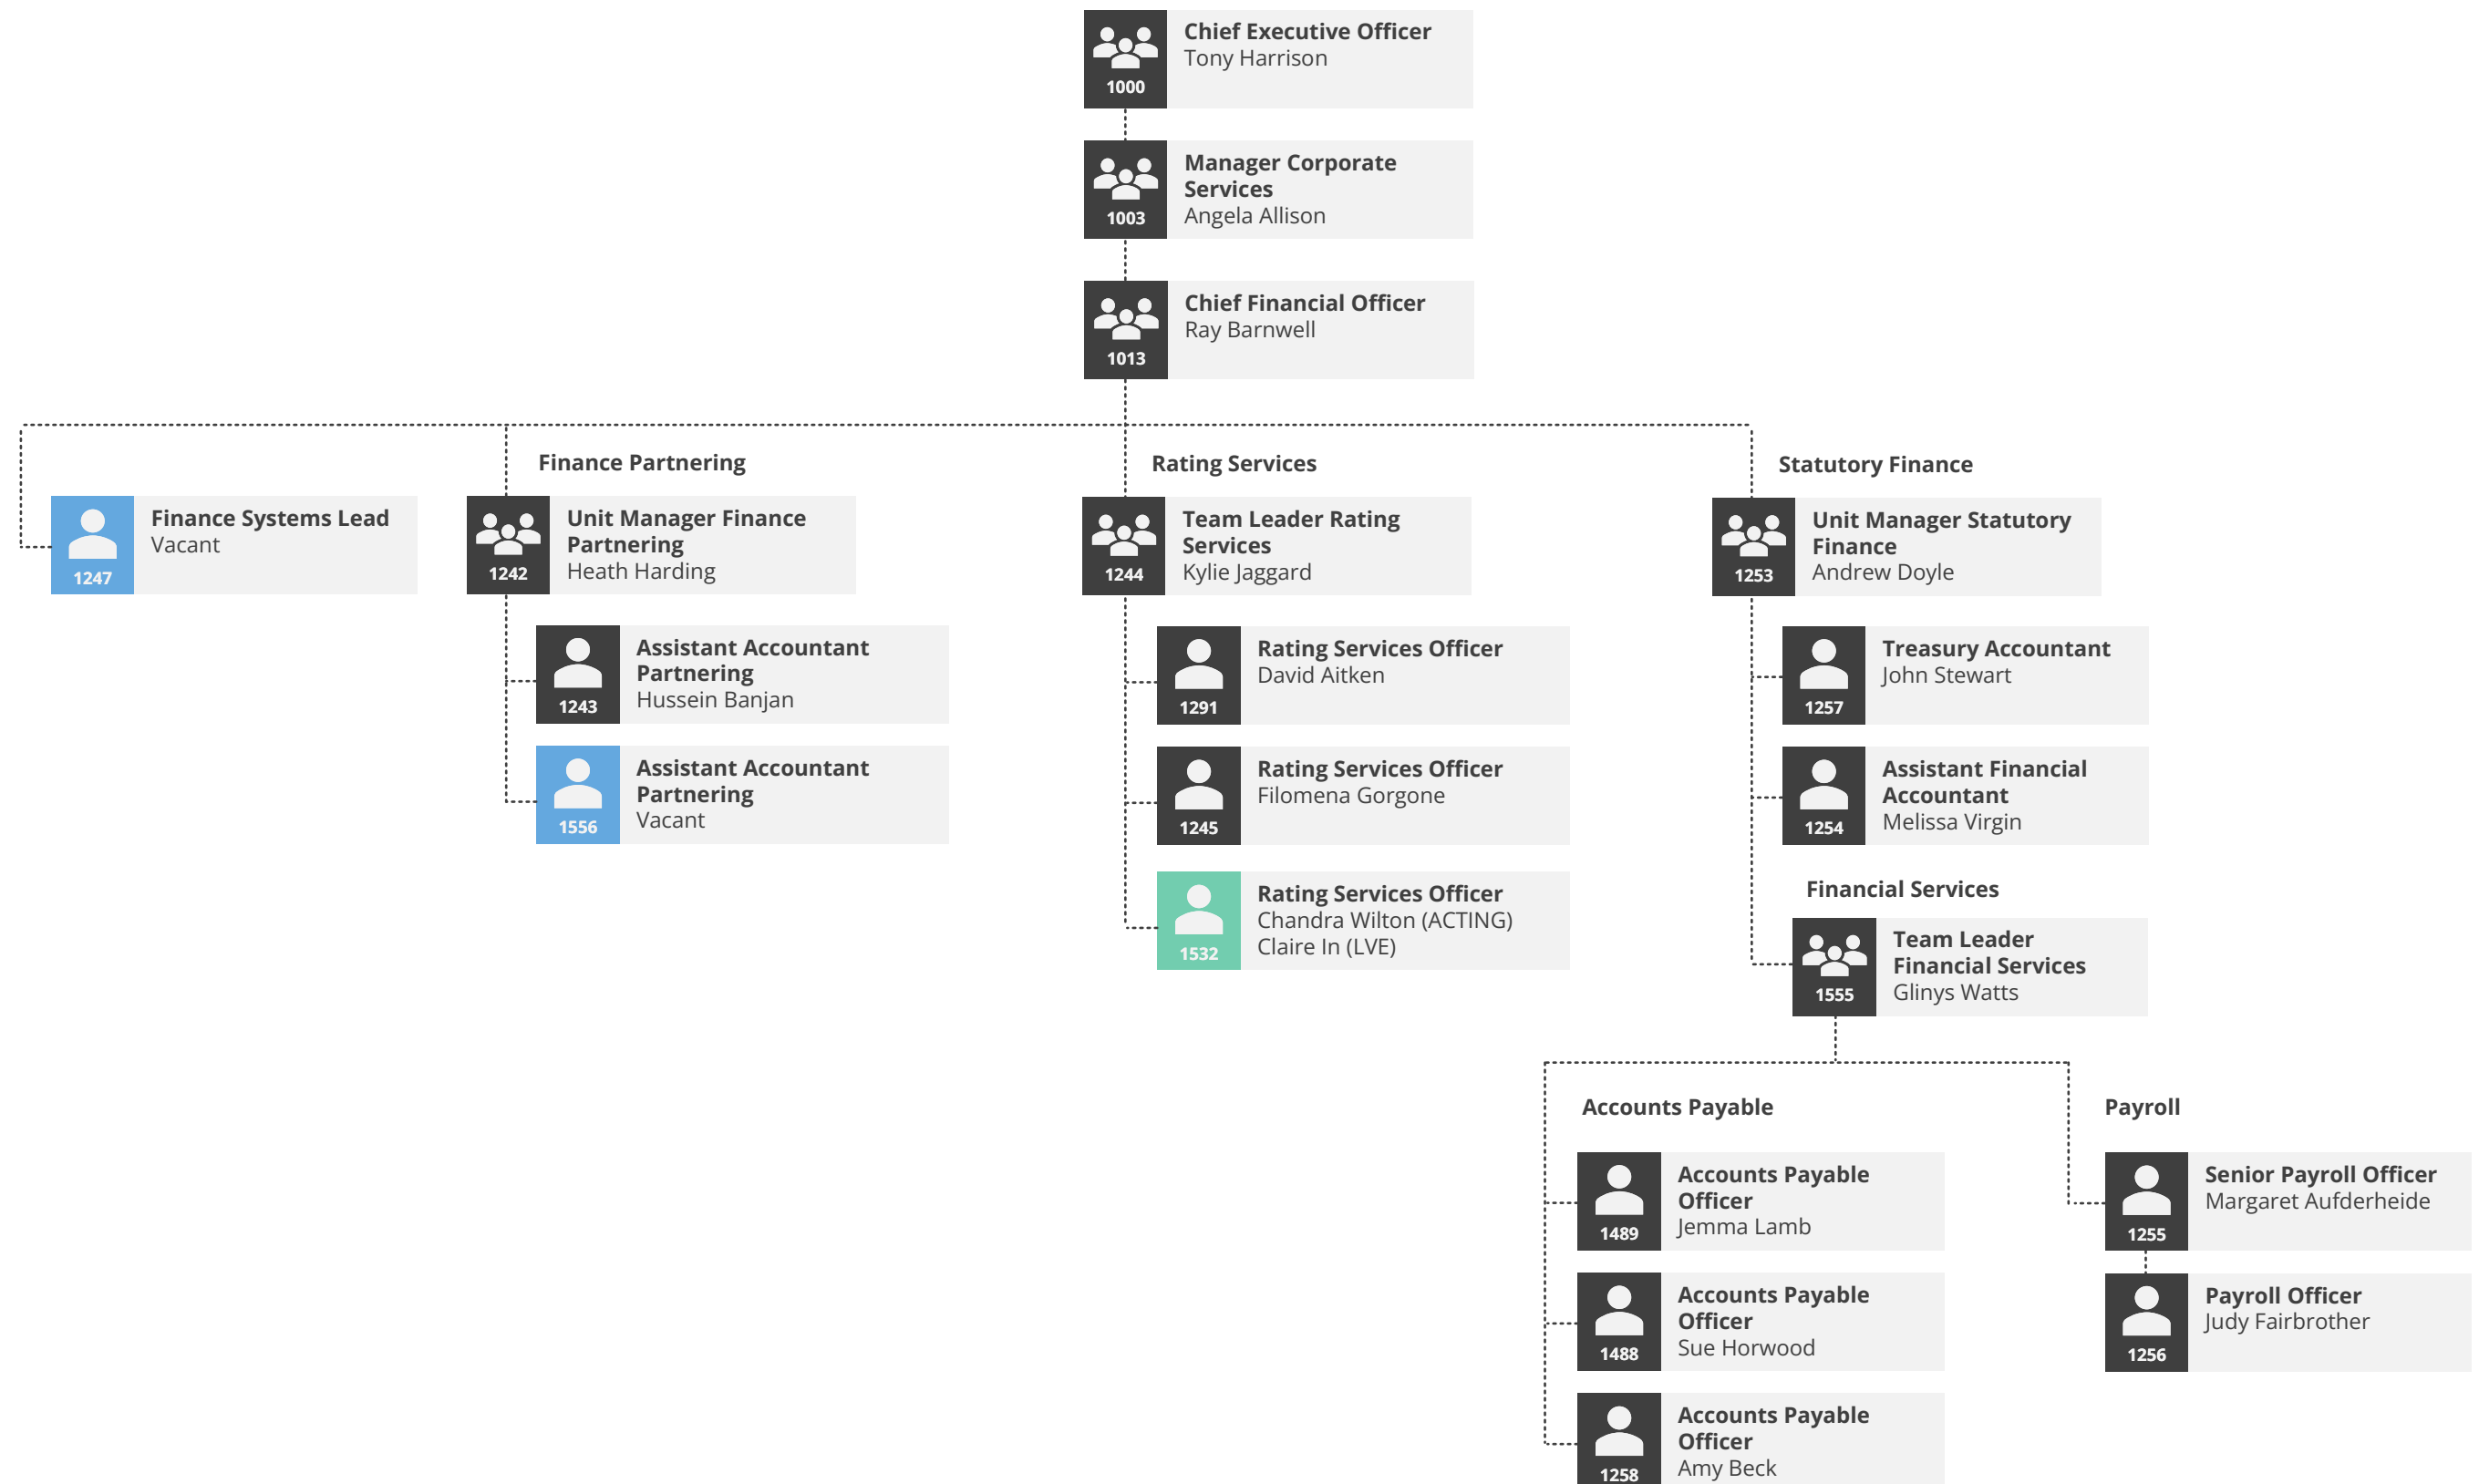 Chief Executive Officer
Tony Harrison
1000
Manager Corporate
Services
Angela Allison
1003
Chief Financial Officer
Ray Barnwell
1013
Finance Systems Lead
Vacant
1247
Finance Partnering
Unit Manager Finance
Partnering
Heath Harding
1242
Assistant Accountant
Partnering
Hussein Banjan
1243
Assistant Accountant
Partnering
Vacant
1556
Rating Services
Team Leader Rating
Services
Kylie Jaggard
1244
Rating Services Officer
David Aitken
1291
Rating Services Officer
Filomena Gorgone
1245
Rating Services Officer
Chandra Wilton (ACTING)
Claire In (LVE)
1532
Statutory Finance
Unit Manager Statutory
Finance
Andrew Doyle
1253
Treasury Accountant
John Stewart
1257
Assistant Financial
Accountant
Melissa Virgin
1254
Financial Services
Team Leader
Financial Services
Glinys Watts
1555
Accounts Payable
Accounts Payable
Officer
Jemma Lamb
1489
Accounts Payable
Officer
Sue Horwood
1488
Accounts Payable
Officer
Amy Beck
1258
Payroll
Senior Payroll Officer
Margaret Aufderheide
1255
Payroll Officer
Judy Fairbrother
1256